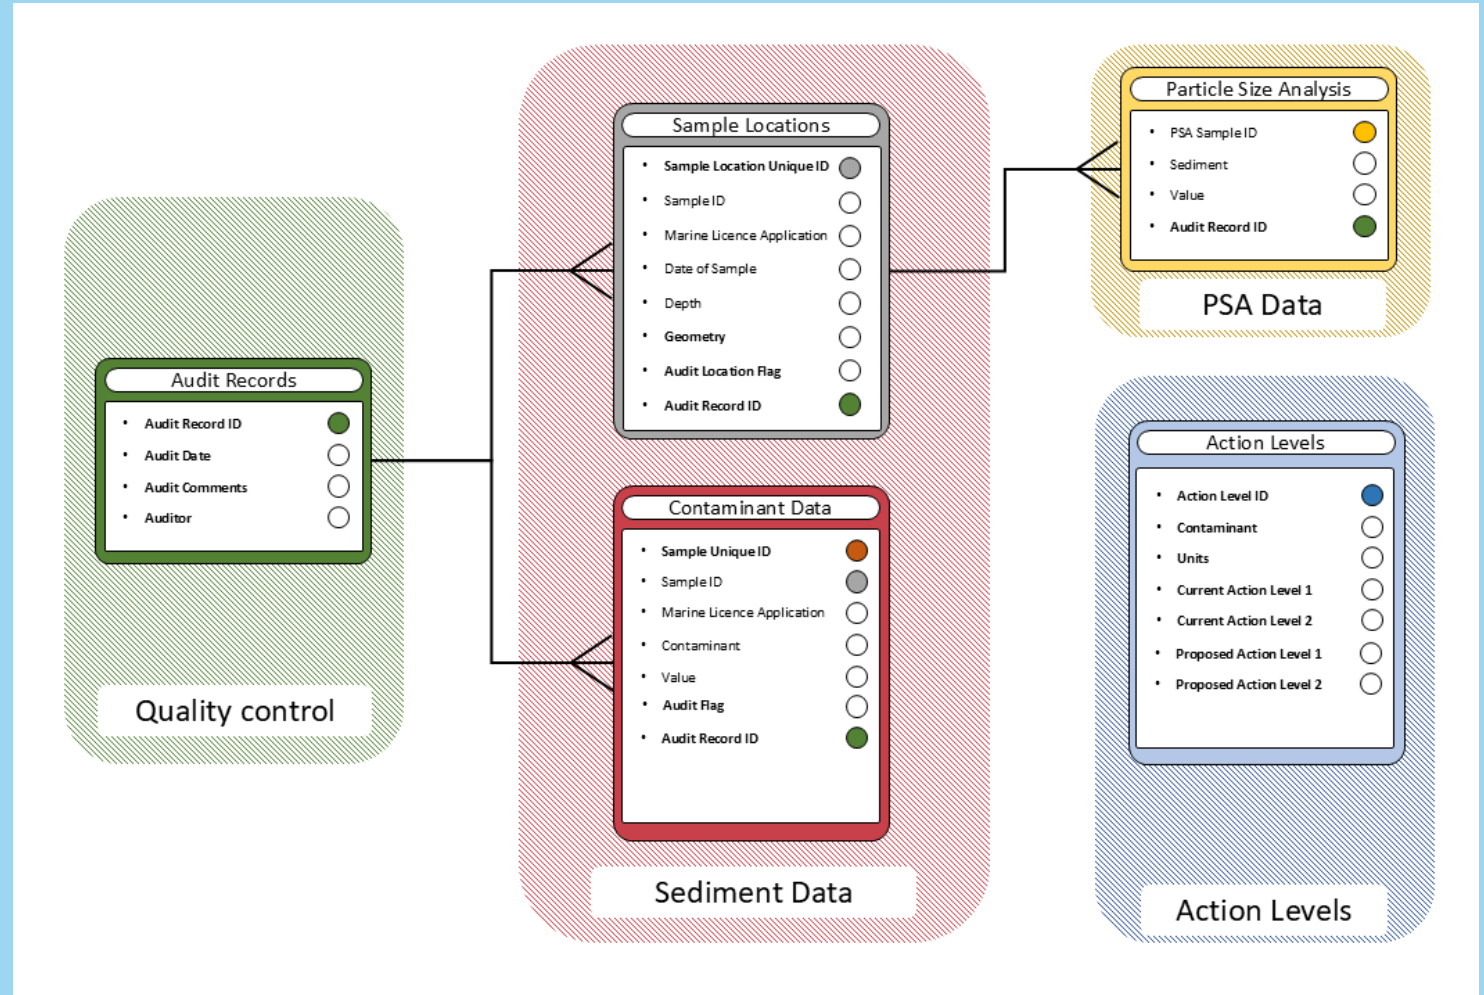 Audit Records
Audit Record ID
Audit Date
Audit Comments
Auditor
Quality control
Sample Locations
Sample Location Unique ID
Sample ID
Marine Licence Application
Date of Sample
Depth
Geometry
Audit Location Flag
Audit Record ID
Contaminant Data
Sample Unique ID
Sample ID
Marine Licence Application
Contaminant
Value
Audit Flag
Audit Record ID
Sediment Data
Particle Size Analysis
PSA Sample ID
Sediment
Value
Audit Record ID
PSA Data
Action Levels
Action Level ID
Contaminant
Units
Current Action Level 1
Current Action Level 2
Proposed Action Level 1
Proposed Action Level 2
Action Levels